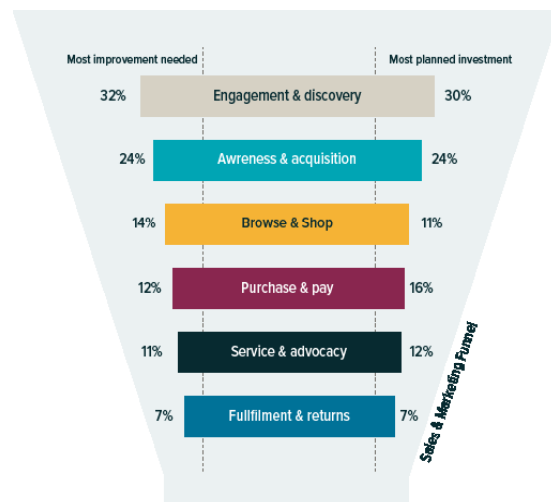 Most improvement needed
Most planned investment
32%
Engagement & discovery
30%
24%
Awreness & acquisition
24%
14%
Browse & Shop
11%
12%
Purchase & pay
16%
11%
Service & advocacy
12%
7%
Fullfilment & returns
7%
Sales & Marketing Funnel